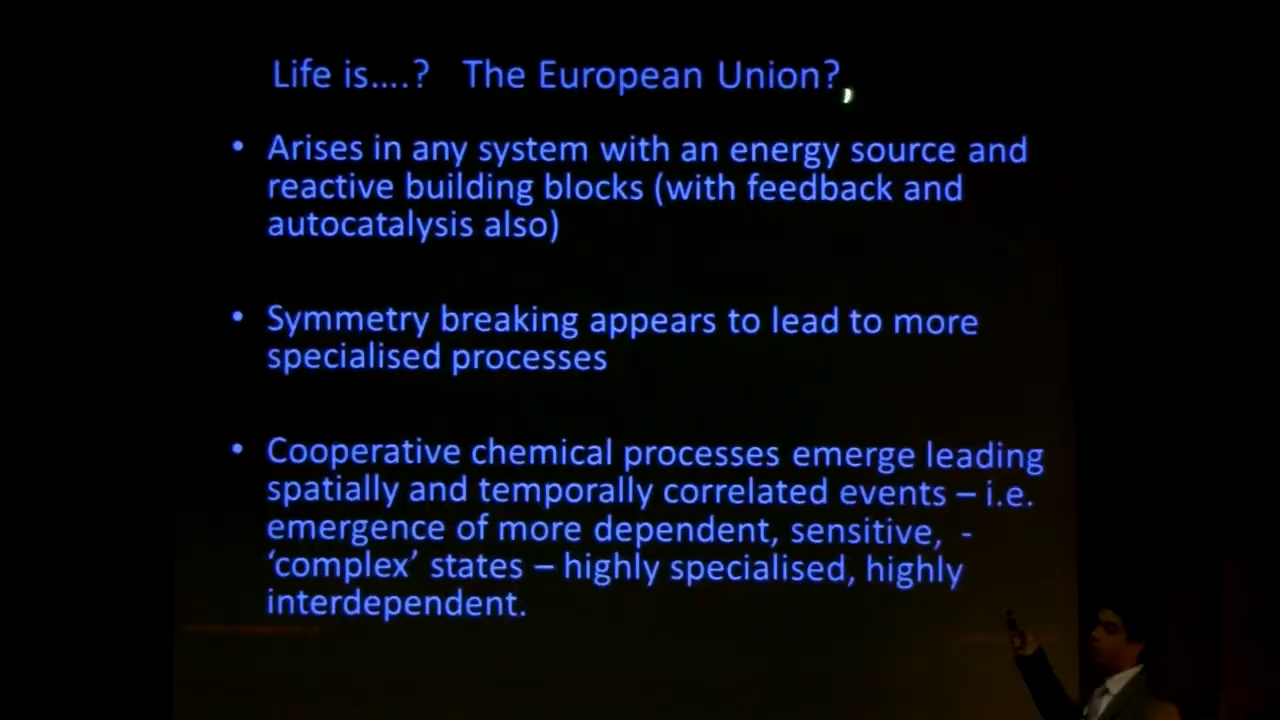 Life is....? The European Union?,
• Arises in any system with an energy source and
reactive building blocks (with feedback and
autocatalysis also)
• Symmetry breaking appears to lead to more
specialised processes
• Cooperative chemical processes emerge leading
spatially and temporally correlated events – i.e.
emergence of more dependent, sensitive, -
‘complex’ states – highly specialised, highly
interdependent.